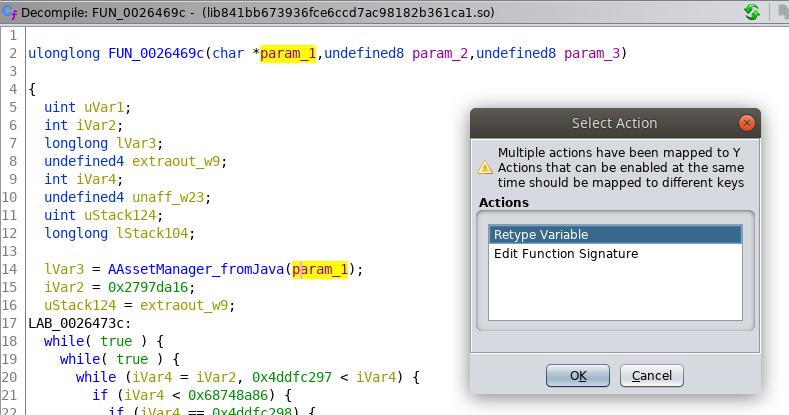 Decompile: FUN_0026469c - (lib841bb673936fce6ccd7ac98182b361ca1.so)
1
2 ulonglong FUN_0026469c(char *param_1,undefined8 param_2,undefined8 param_3)
3
4 {
5 uint uVar1;
6 int iVar2;
7 longlong lVar3;
8 undefined4 extraout_w9;
9 int iVar4;
10 undefined4 unaff_w23;
11 uint uStack124;
12 longlong lStack104;
13
14 lVar3 = AAssetManager_fromJava(param_1);
15 iVar2 = 0x2797da16;
16 uStack124 = extraout_w9;
17 LAB_0026473c:
18 while( true ) {
19 while( true ) {
20 while (iVar4 = iVar2, 0x4ddfc297 < iVar4) {
21 if (iVar4 < 0x68748a86) {
22 if (iVar4 == 0x4ddfc298) {
Select Action
Multiple actions have been mapped to Y
Actions that can be enabled at the same
time should be mapped to different keys
Actions
Retype Variable
Edit Function Signature
OK
Cancel